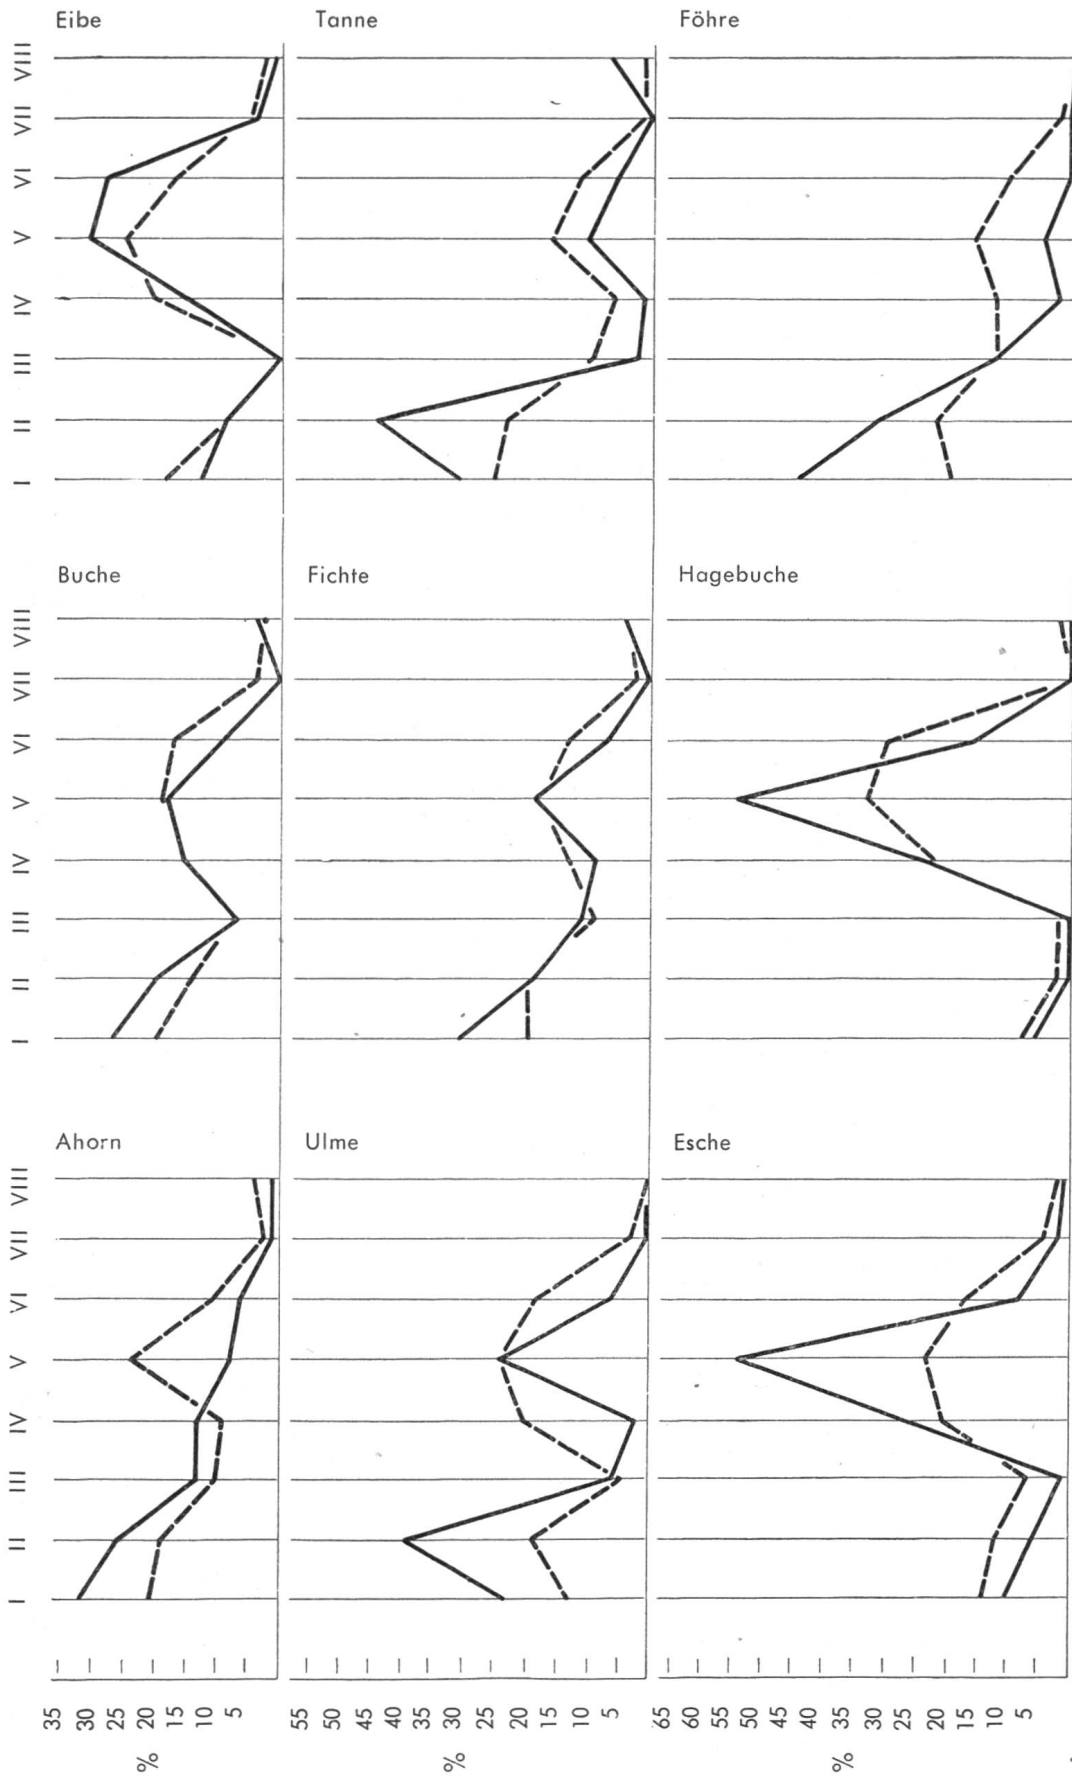 Eibe
Tanne
Föhre
I II III IV V VI VII VIII
Buche
Fichte
Hagebuche
I II III IV V VI VII VIII
Ahorn
Ulme
Esche
I II III IV V VI VII VIII
35 30 25 20 15 10 5
%
55 50 45 40 35 30 25 20 15 10 5
%
65 60 55 50 45 40 35 30 25 20 15 10 5
%